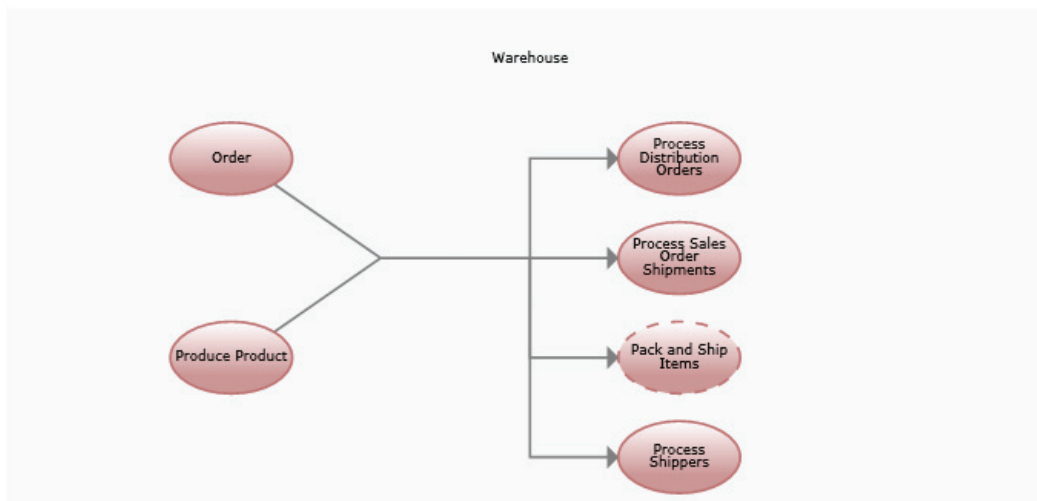 Warehouse
Order
Process
Distribution
Orders
Process Sales
Order
Shipments
Produce Product
Pack and Ship
Items
Process
Shippers